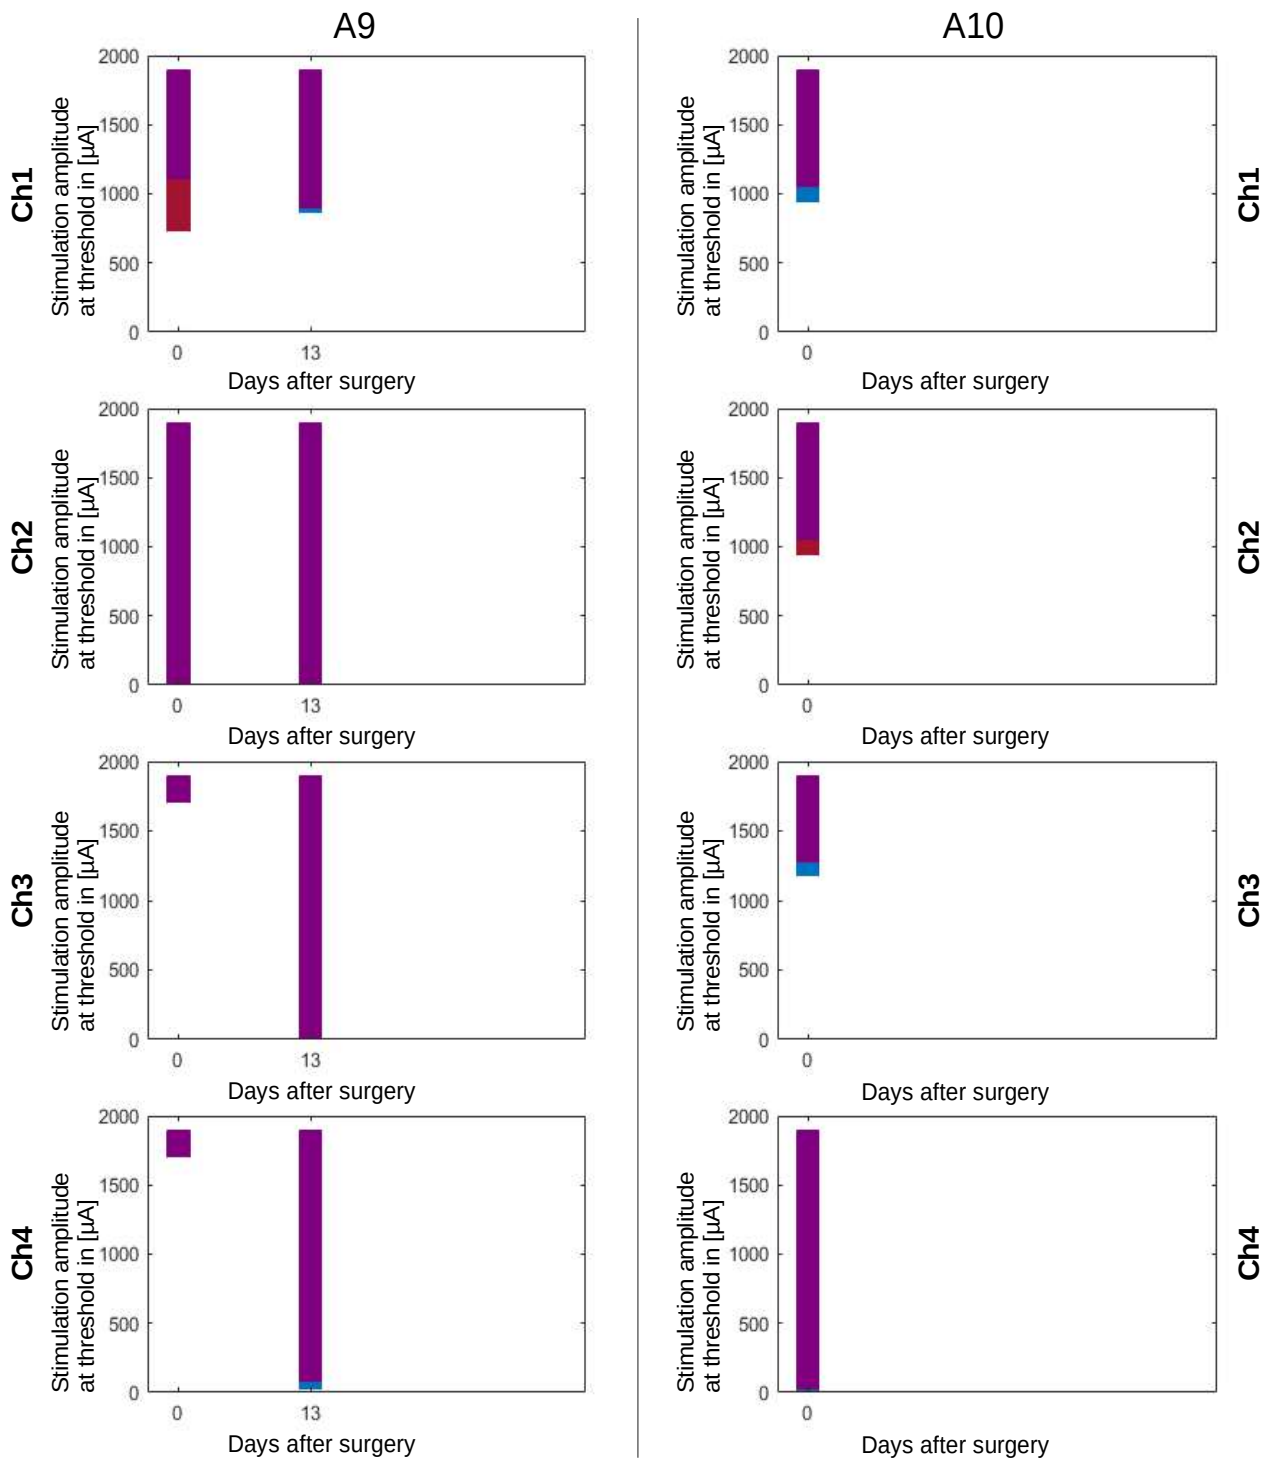 A9
A10
Ch1
Stimulation amplitude
at threshold in [µA]
2000
1500
1000
500
0
0
13
Days after surgery
Stimulation amplitude
at threshold in [µA]
2000
1500
1000
500
0
0
Days after surgery
Ch1
Ch2
Stimulation amplitude
at threshold in [µA]
2000
1500
1000
500
0
0
13
Days after surgery
Stimulation amplitude
at threshold in [µA]
2000
1500
1000
500
0
0
Days after surgery
Ch2
Ch3
Stimulation amplitude
at threshold in [µA]
2000
1500
1000
500
0
0
13
Days after surgery
Stimulation amplitude
at threshold in [µA]
2000
1500
1000
500
0
0
Days after surgery
Ch3
Ch4
Stimulation amplitude
at threshold in [µA]
2000
1500
1000
500
0
0
13
Days after surgery
Stimulation amplitude
at threshold in [µA]
2000
1500
1000
500
0
0
Days after surgery
Ch4